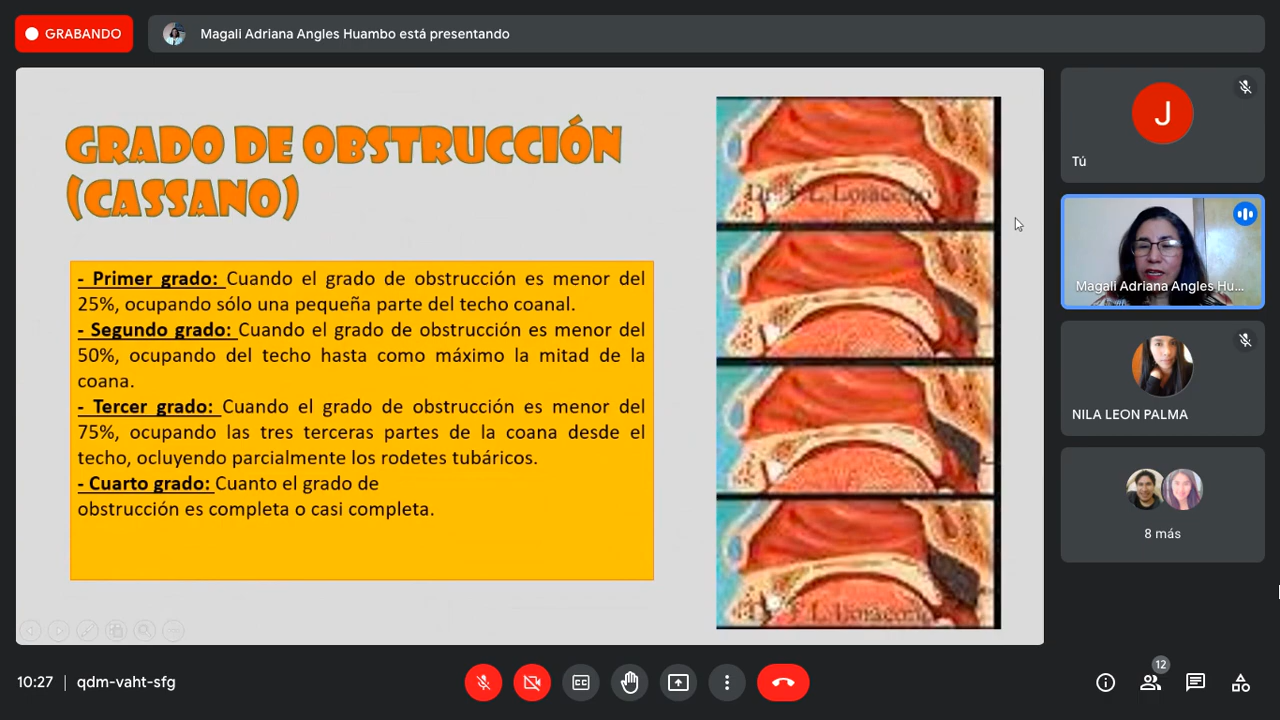 GRABANDO
Magali Adriana Angles Huambo está presentando
GRADO DE OBSTRUCCIÓN
(CASSANO)
- Primer grado: Cuando el grado de obstrucción es menor del
25%, ocupando sólo una pequeña parte del techo coanal.
- Segundo grado: Cuando el grado de obstrucción es menor del
50%, ocupando del techo hasta como máximo la mitad de la
coana.
- Tercer grado: Cuando el grado de obstrucción es menor del
75%, ocupando las tres terceras partes de la coana desde el
techo, ocluyendo parcialmente los rodetes tubáricos.
- Cuarto grado: Cuanto el grado de
obstrucción es completa o casi completa.
J
Tú
Magali Adriana Angles Hu...
NILA LEON PALMA
8 más
10:27 | qdm-vaht-sfg
CC
12